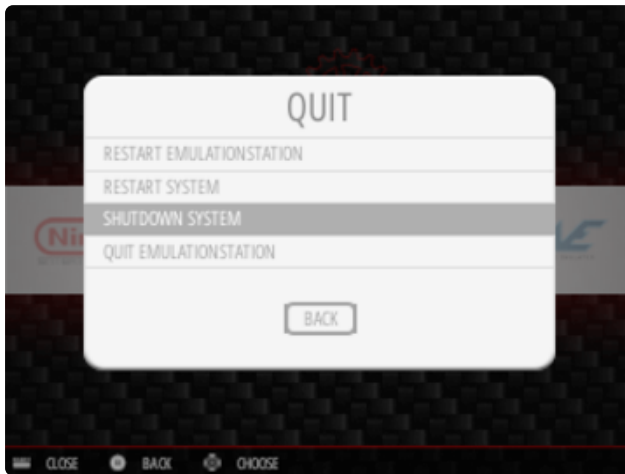 QUIT
RESTART EMULATIONSTATION
RESTART SYSTEM
SHUTDOWN SYSTEM
QUIT EMULATIONSTATION
BACK
CLOSE BACK CHOOSE